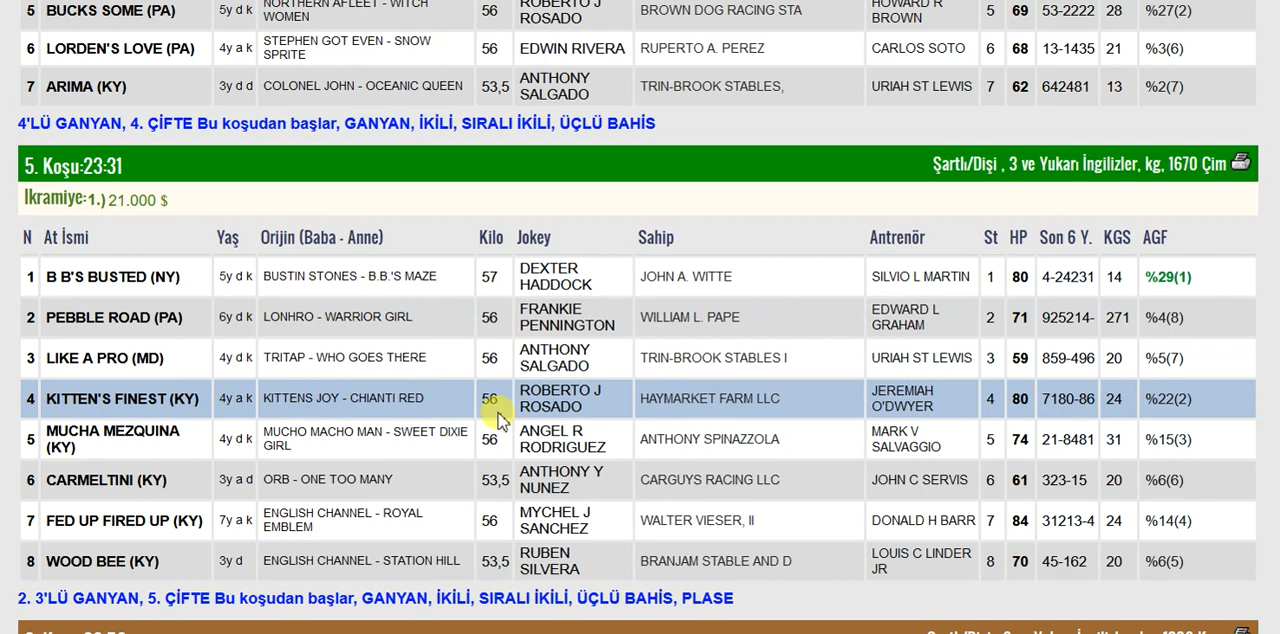 5 BUCKS SOME (PA) 5y d k NORTHERN AFLEET - WITCH WOMEN 56 ROBERTO J ROSADO BROWN DOG RACING STA HOWARD R BROWN 5 69 53-2222 28 %27(2)
6 LORDEN'S LOVE (PA) 4y a k STEPHEN GOT EVEN - SNOW SPRITE 56 EDWIN RIVERA RUPERTO A. PEREZ CARLOS SOTO 6 68 13-1435 21 %3(6)
7 ARIMA (KY) 3y d d COLONEL JOHN - OCEANIC QUEEN 53,5 ANTHONY SALGADO TRIN-BROOK STABLES, URIAH ST LEWIS 7 62 642481 13 %2(7)
4'LÜ GANYAN, 4. ÇİFTE Bu koşudan başlar, GANYAN, İKİLİ, SIRALI İKİLİ, ÜÇLÜ BAHİS
5. Koşu:23:31 Şartlı/Dişi , 3 ve Yukarı İngilizler, kg, 1670 Çim
Ikramiye:1.) 21.000 $
N At İsmi Yaş Orijin (Baba - Anne) Kilo Jokey Sahip Antrenör St HP Son 6 Y. KGS AGF
1 B B'S BUSTED (NY) 5y d k BUSTIN STONES - B.B.'S MAZE 57 DEXTER HADDOCK JOHN A. WITTE SILVIO L MARTIN 1 80 4-24231 14 %29(1)
2 PEBBLE ROAD (PA) 6y d k LONHRO - WARRIOR GIRL 56 FRANKIE PENNINGTON WILLIAM L. PAPE EDWARD L GRAHAM 2 71 925214- 271 %4(8)
3 LIKE A PRO (MD) 4y d k TRITAP - WHO GOES THERE 56 ANTHONY SALGADO TRIN-BROOK STABLES I URIAH ST LEWIS 3 59 859-496 20 %5(7)
4 KITTEN'S FINEST (KY) 4y a k KITTENS JOY - CHIANTI RED 56 ROBERTO J ROSADO HAYMARKET FARM LLC JEREMIAH O'DWYER 4 80 7180-86 24 %22(2)
5 MUCHA MEZQUINA (KY) 4y d k MUCHO MACHO MAN - SWEET DIXIE GIRL 56 ANGEL R RODRIGUEZ ANTHONY SPINAZZOLA MARK V SALVAGGIO 5 74 21-8481 31 %15(3)
6 CARMELTINI (KY) 3y a d ORB - ONE TOO MANY 53,5 ANTHONY Y NUNEZ CARGUYS RACING LLC JOHN C SERVIS 6 61 323-15 20 %6(6)
7 FED UP FIRED UP (KY) 7y a k ENGLISH CHANNEL - ROYAL EMBLEM 56 MYCHEL J SANCHEZ WALTER VIESER, II DONALD H BARR 7 84 31213-4 24 %14(4)
8 WOOD BEE (KY) 3y d ENGLISH CHANNEL - STATION HILL 53,5 RUBEN SILVERA BRANJAM STABLE AND D LOUIS C LINDER JR 8 70 45-162 20 %6(5)
2. 3'LÜ GANYAN, 5. ÇİFTE Bu koşudan başlar, GANYAN, İKİLİ, SIRALI İKİLİ, ÜÇLÜ BAHİS, PLASE